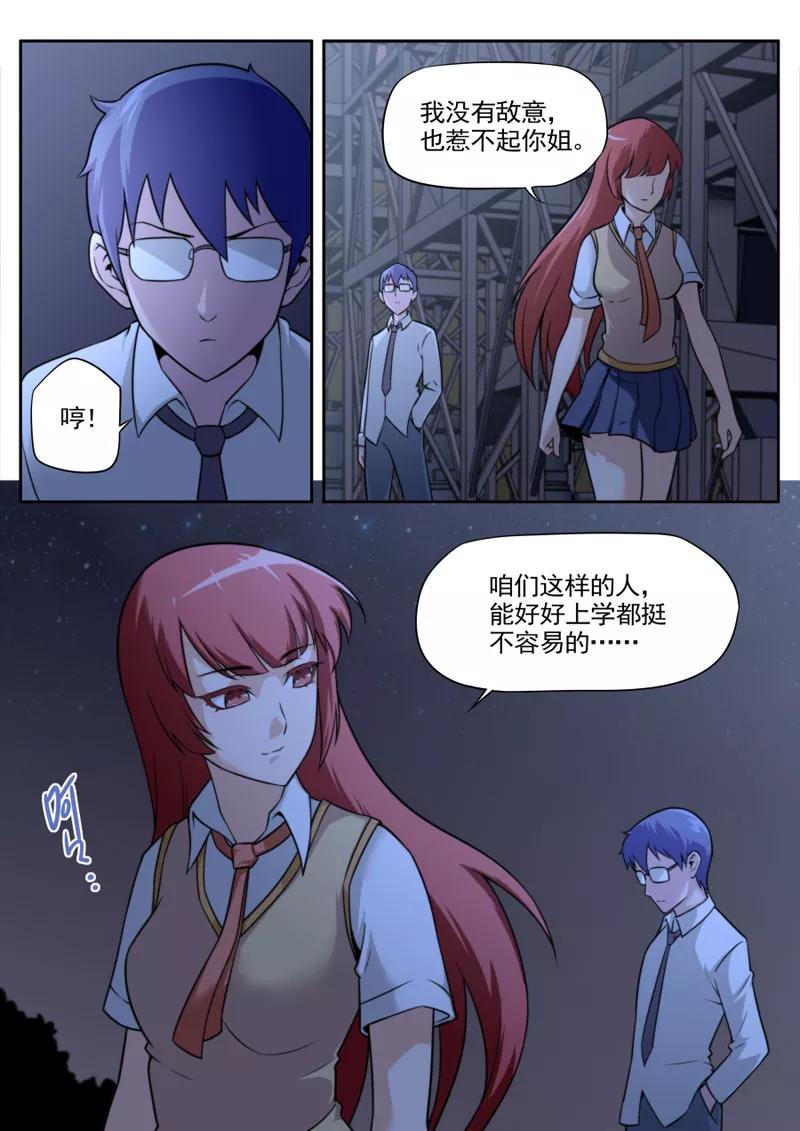 哼!
我没有敌意，
也惹不起你姐。
咱们这样的人，
能好好上学都挺
不容易的……
呵